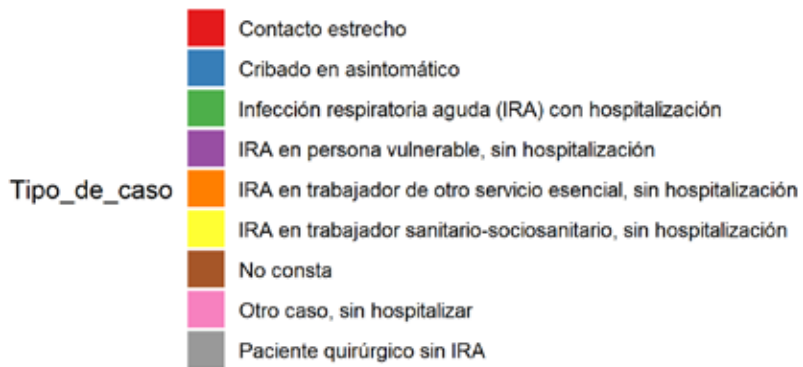 Contacto estrecho
Cribado en asintomático
Infección respiratoria aguda (IRA) con hospitalización
IRA en persona vulnerable, sin hospitalización
Tipo_de_caso
IRA en trabajador de otro servicio esencial, sin hospitalización
IRA en trabajador sanitario-sociosanitario, sin hospitalización
No consta
Otro caso, sin hospitalizar
Paciente quirúrgico sin IRA